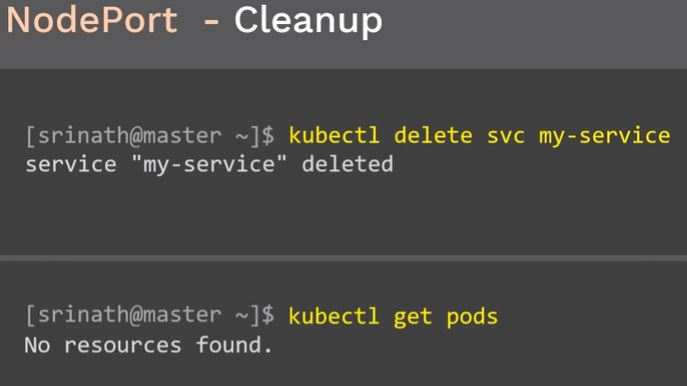 NodePort - Cleanup
[srinath@master ~]$ kubectl delete svc my-service
service "my-service" deleted
[srinath@master ~]$ kubectl get pods
No resources found.